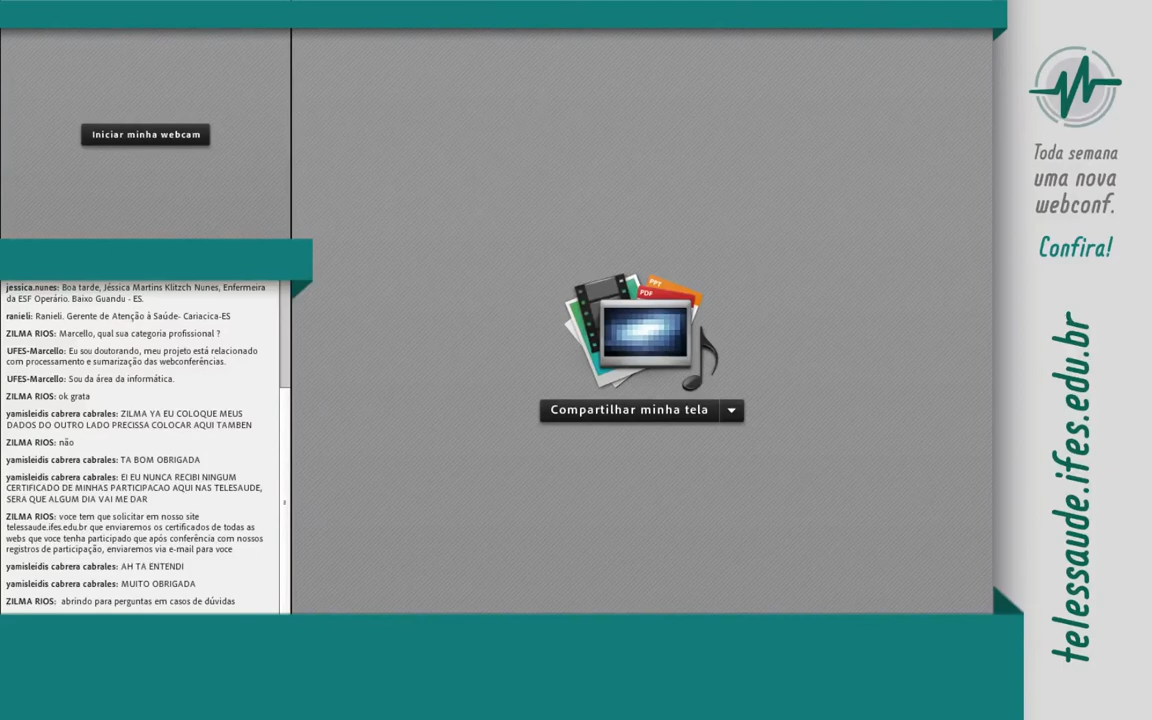 Iniciar minha webcam
jessica.nunes: Boa tarde, Jéssica Martins Klitzch Nunes, Enfermeira
da ESF Operário. Baixo Guandu - ES.
ranieli: Ranieli. Gerente de Atenção à Saúde- Cariacica-ES
ZILMA RIOS: Marcello, qual sua categoria profissional ?
UFES-Marcello: Eu sou doutorando, meu projeto está relacionado
com processamento e sumarização das webconferências.
UFES-Marcello: Sou da área da informática.
ZILMA RIOS: ok grata
yamisleidis cabrera cabrales: ZILMA YA EU COLOQUE MEUS
DADOS DO OUTRO LADO PRECISSA COLOCAR AQUI TAMBEN
ZILMA RIOS: não
yamisleidis cabrera cabrales: TA BOM OBRIGADA
yamisleidis cabrera cabrales: EI EU NUNCA RECIBI NINGUM
CERTIFICADO DE MINHAS PARTICIPACAO AQUI NAS TELESAUDE,
SERA QUE ALGUM DIA VAI ME DAR
ZILMA RIOS: voce tem que solicitar em nosso site
telessaude.ifes.edu.br que enviaremos os certificados de todas as
webs que voce tenha participado que após conferência com nossos
registros de participação, enviaremos via e-mail para voce
yamisleidis cabrera cabrales: AH TA ENTENDI
yamisleidis cabrera cabrales: MUITO OBRIGADA
ZILMA RIOS: abrindo para perguntas em casos de dúvidas
PPT
PDF
Compartilhar minha tela
Toda semana
uma nova
webconf.
Confira!
telessaude.ifes.edu.br